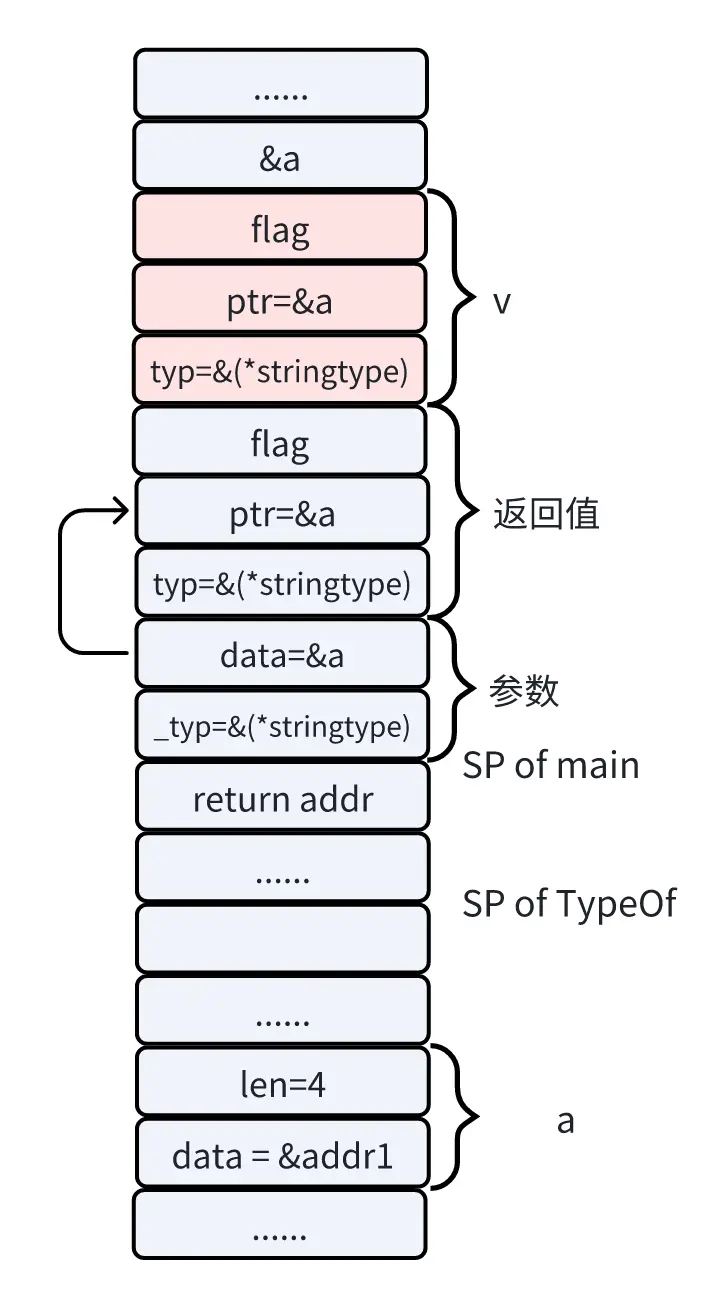 ......
&a
flag
ptr=&a
v
typ=&(*stringtype)
flag
ptr=&a
返回值
typ=&(*stringtype)
data=&a
参数
_typ=&(*stringtype)
SP of main
return addr
......
SP of TypeOf
......
len=4
a
data = &addr1
......